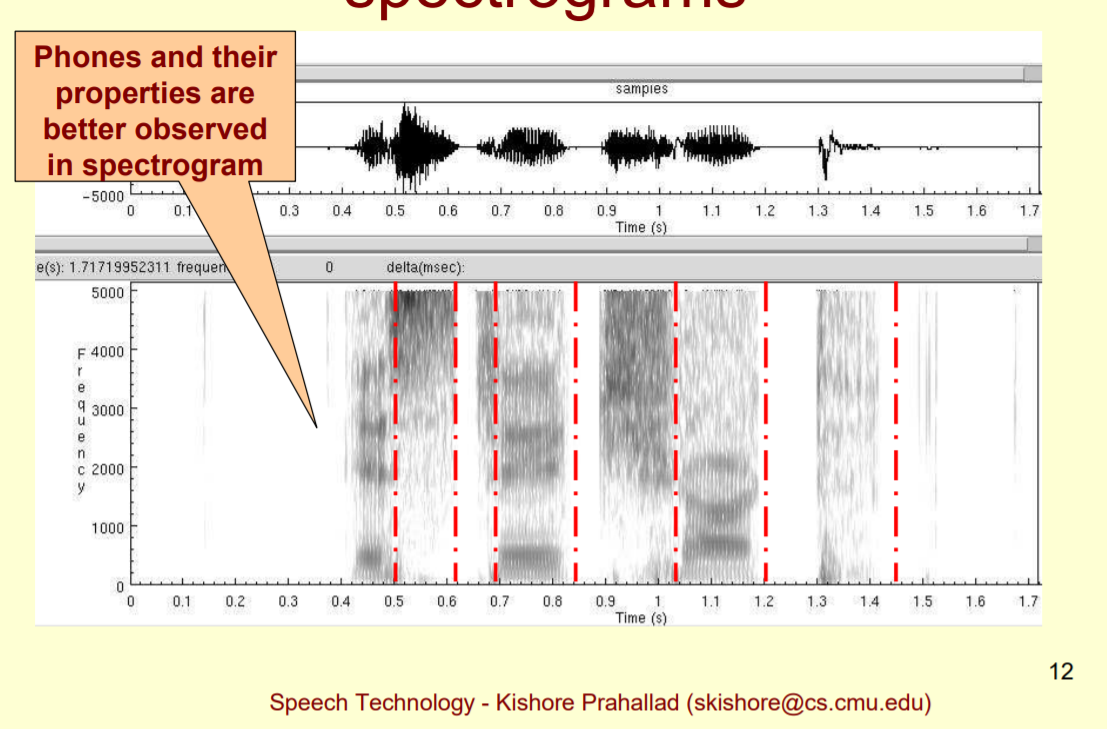 spectrograms
Phones and their
properties are
better observed
in spectrogram
samples
-5000
0 0.1 0.3 0.4 0.5 0.6 0.7 0.8 0.9 1 1.1 1.2 1.3 1.4 1.5 1.6 1.7
Time (s)
e(s): 1.71719952311 frequen 0 delta(msec):
5000
4000
3000
2000
1000
0
Frequency
0 0.1 0.2 0.3 0.4 0.5 0.6 0.7 0.8 0.9 1 1.1 1.2 1.3 1.4 1.5 1.6 1.7
Time (s)
12
Speech Technology - Kishore Prahallad (skishore@cs.cmu.edu)